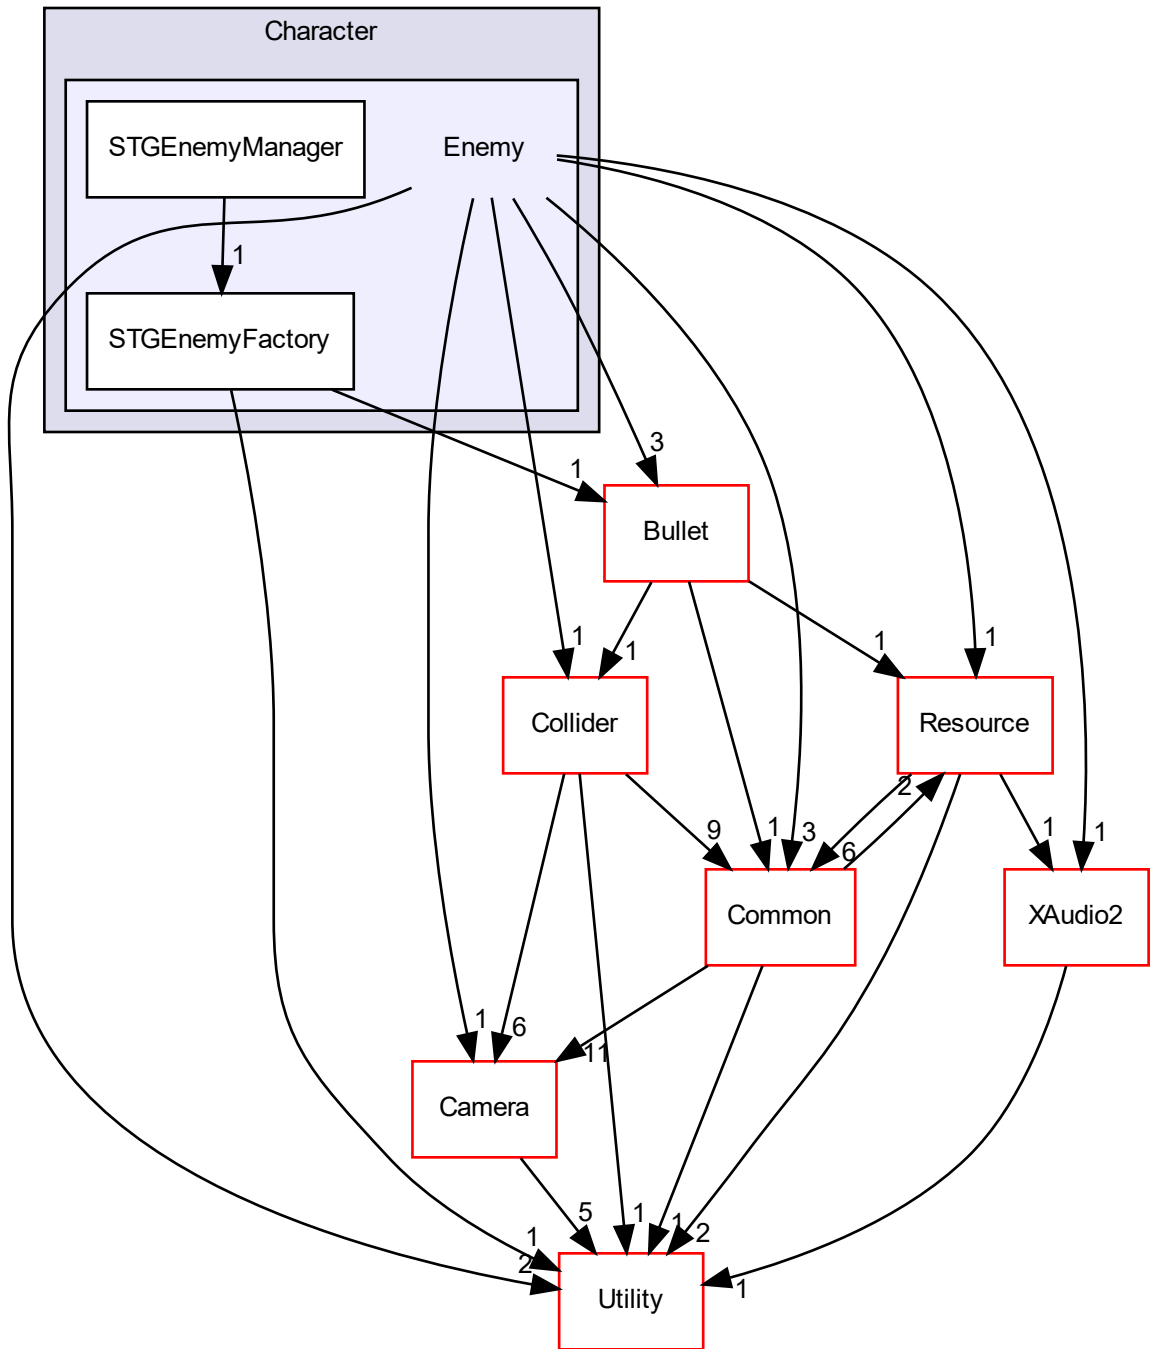 Character
STGEnemyManager
Enemy
1
STGEnemyFactory
3
1
Bullet
1
1
1
1
Collider
Resource
2
9
1
3
6
1
1
Common
XAudio2
1
6
11
Camera
5
1
1
2
1
2
1
Utility